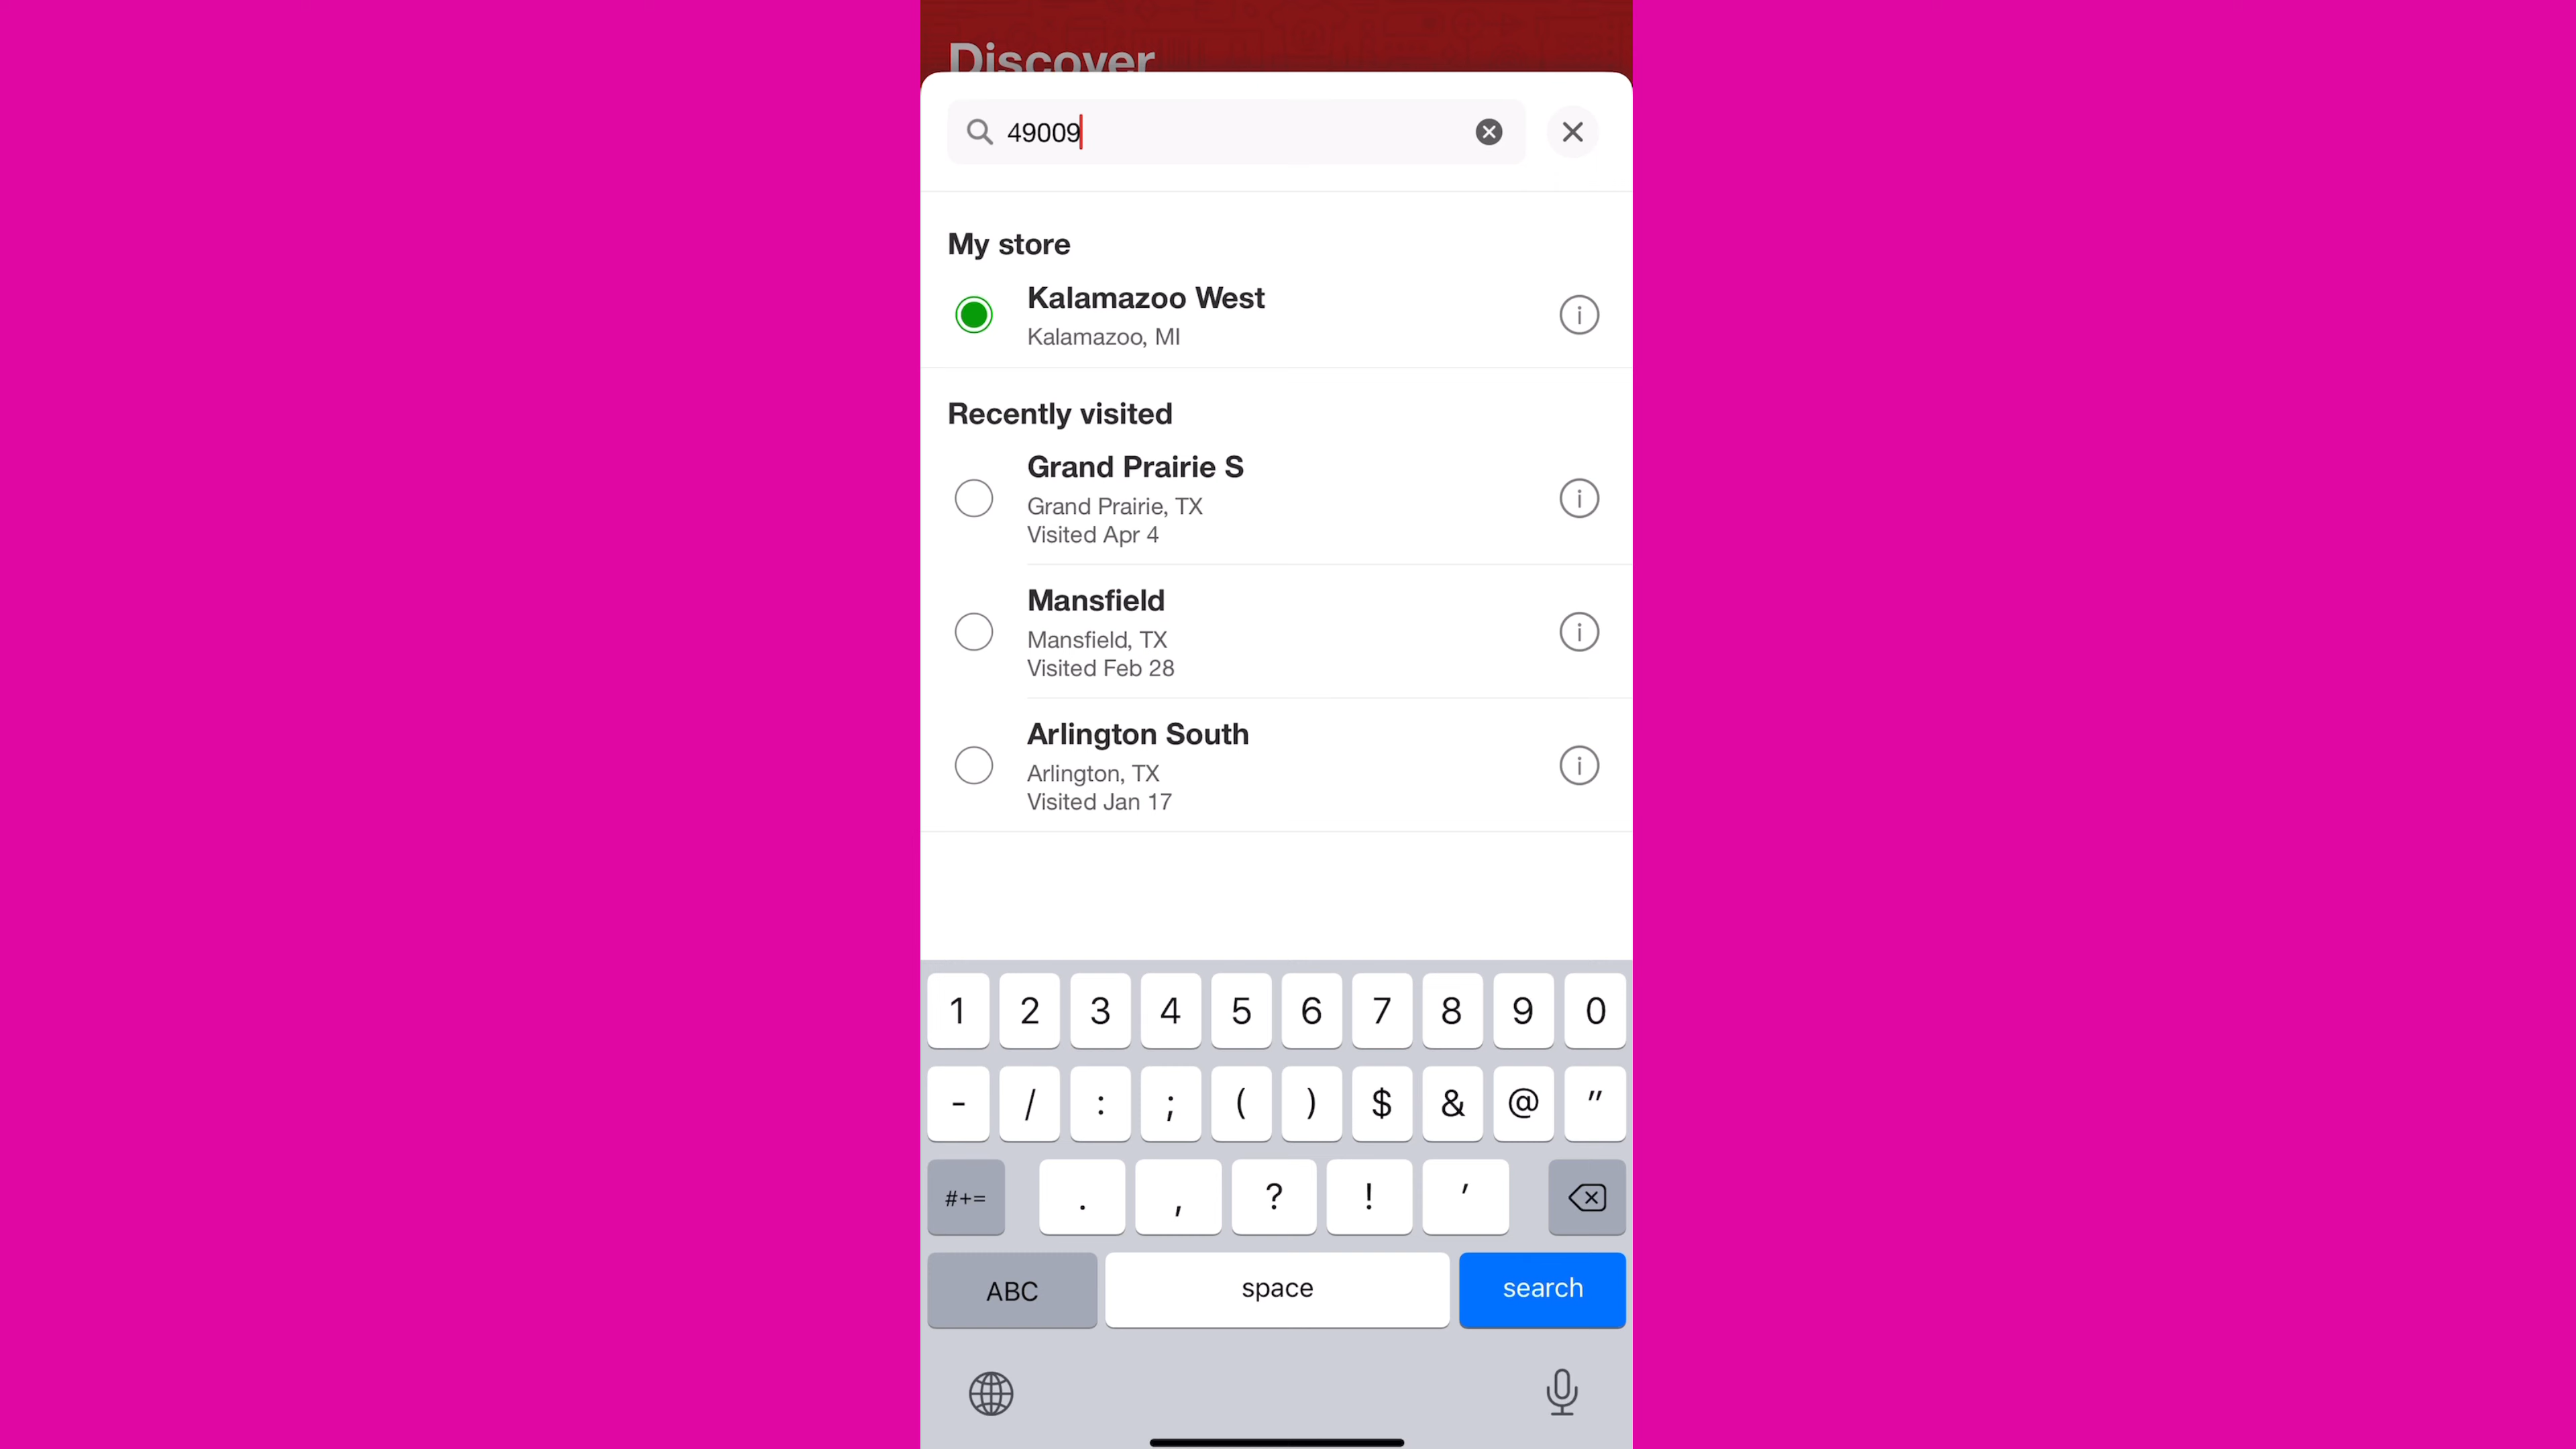 Discover
49009
My store
Kalamazoo West
Kalamazoo, MI
Recently visited
Grand Prairie S
Grand Prairie, TX
Visited Apr 4
Mansfield
Mansfield, TX
Visited Feb 28
Arlington South
Arlington, TX
Visited Jan 17
1 2 3 4 5 6 7 8 9 0
- / : ; ( ) $ & @ "
#+= . , ? ! '
ABC space search